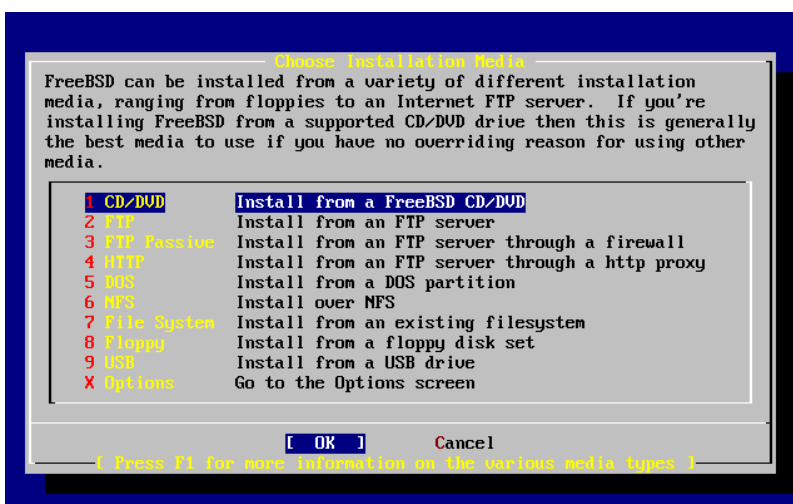 Choose Installation Media
FreeBSD can be installed from a variety of different installation
media, ranging from floppies to an Internet FTP server.  If you're
installing FreeBSD from a supported CD/DVD drive then this is generally
the best media to use if you have no overriding reason for using other
media.
1 CD/DVD Install from a FreeBSD CD/DVD
2 FTP Install from an FTP server
3 FTP Passive Install from an FTP server through a firewall
4 HTTP Install from an FTP server through a http proxy
5 DOS Install from a DOS partition
6 NFS Install over NFS
7 File System Install from an existing filesystem
8 Floppy Install from a floppy disk set
9 USB Install from a USB drive
X Options Go to the Options screen
[ OK ] Cancel
[ Press F1 for more information on the various media types ]